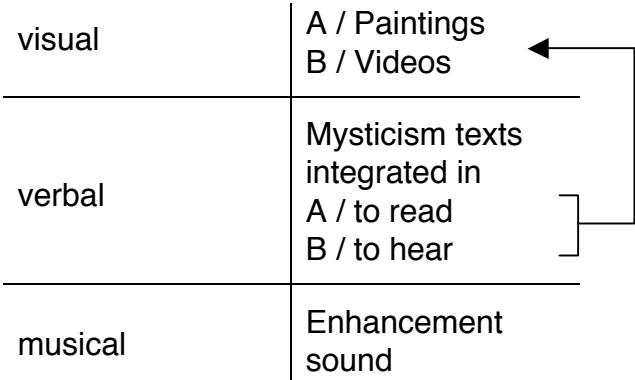 visual
A / Paintings
B / Videos
verbal
Mysticism texts
integrated in
A / to read
B / to hear
musical
Enhancement
sound